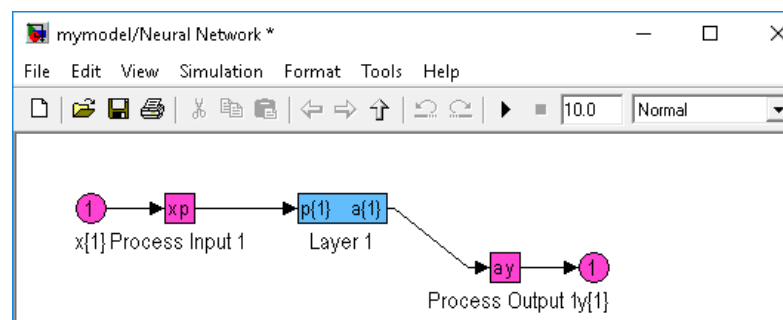 mymodel/Neural Network *
File Edit View Simulation Format Tools Help
10.0 Normal
1 xp p{1} a{1}
x{1} Process Input 1 Layer 1
ay 1
Process Output 1 y{1}